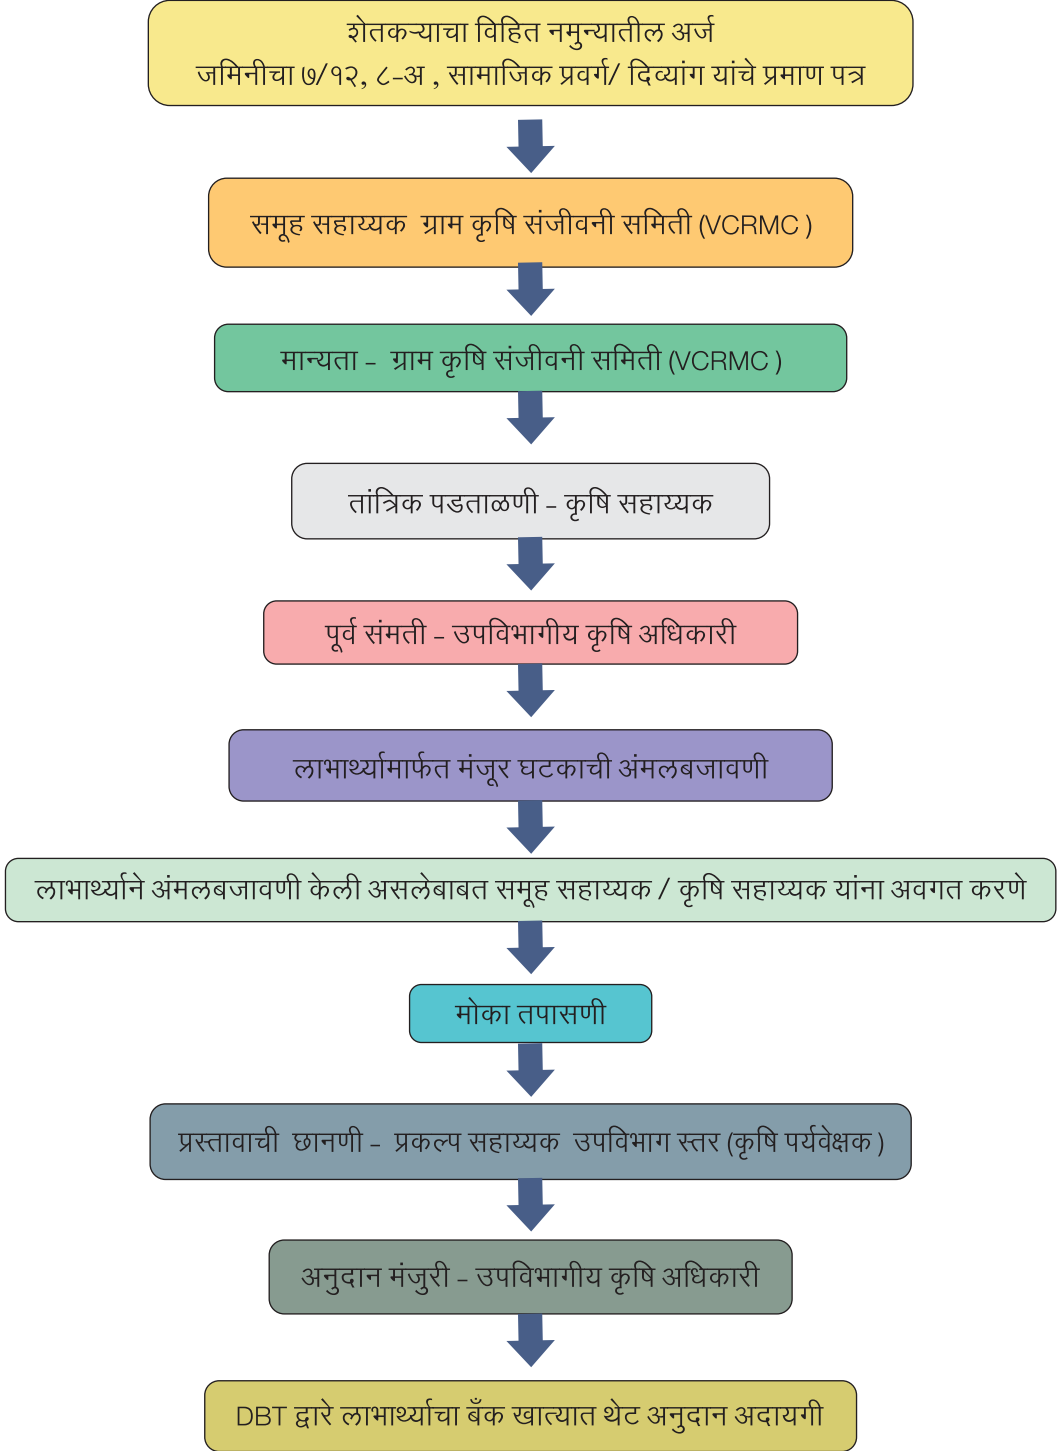 शेतकऱ्याचा विहित नमुन्यातील अर्ज
जमिनीचा ७/१२, ८-अ , सामाजिक प्रवर्ग/ दिव्यांग यांचे प्रमाण पत्र
समूह सहाय्यक ग्राम कृषि संजीवनी समिती (VCRMC )
मान्यता - ग्राम कृषि संजीवनी समिती (VCRMC )
तांत्रिक पडताळणी - कृषि सहाय्यक
पूर्व संमती - उपविभागीय कृषि अधिकारी
लाभार्थ्यामार्फत मंजूर घटकाची अंमलबजावणी
लाभार्थ्याने अंमलबजावणी केली असलेबाबत समूह सहाय्यक / कृषि सहाय्यक यांना अवगत करणे
मोका तपासणी
प्रस्तावाची छानणी - प्रकल्प सहाय्यक उपविभाग स्तर (कृषि पर्यवेक्षक )
अनुदान मंजुरी - उपविभागीय कृषि अधिकारी
DBT द्वारे लाभार्थ्याचा बँक खात्यात थेट अनुदान अदायगी